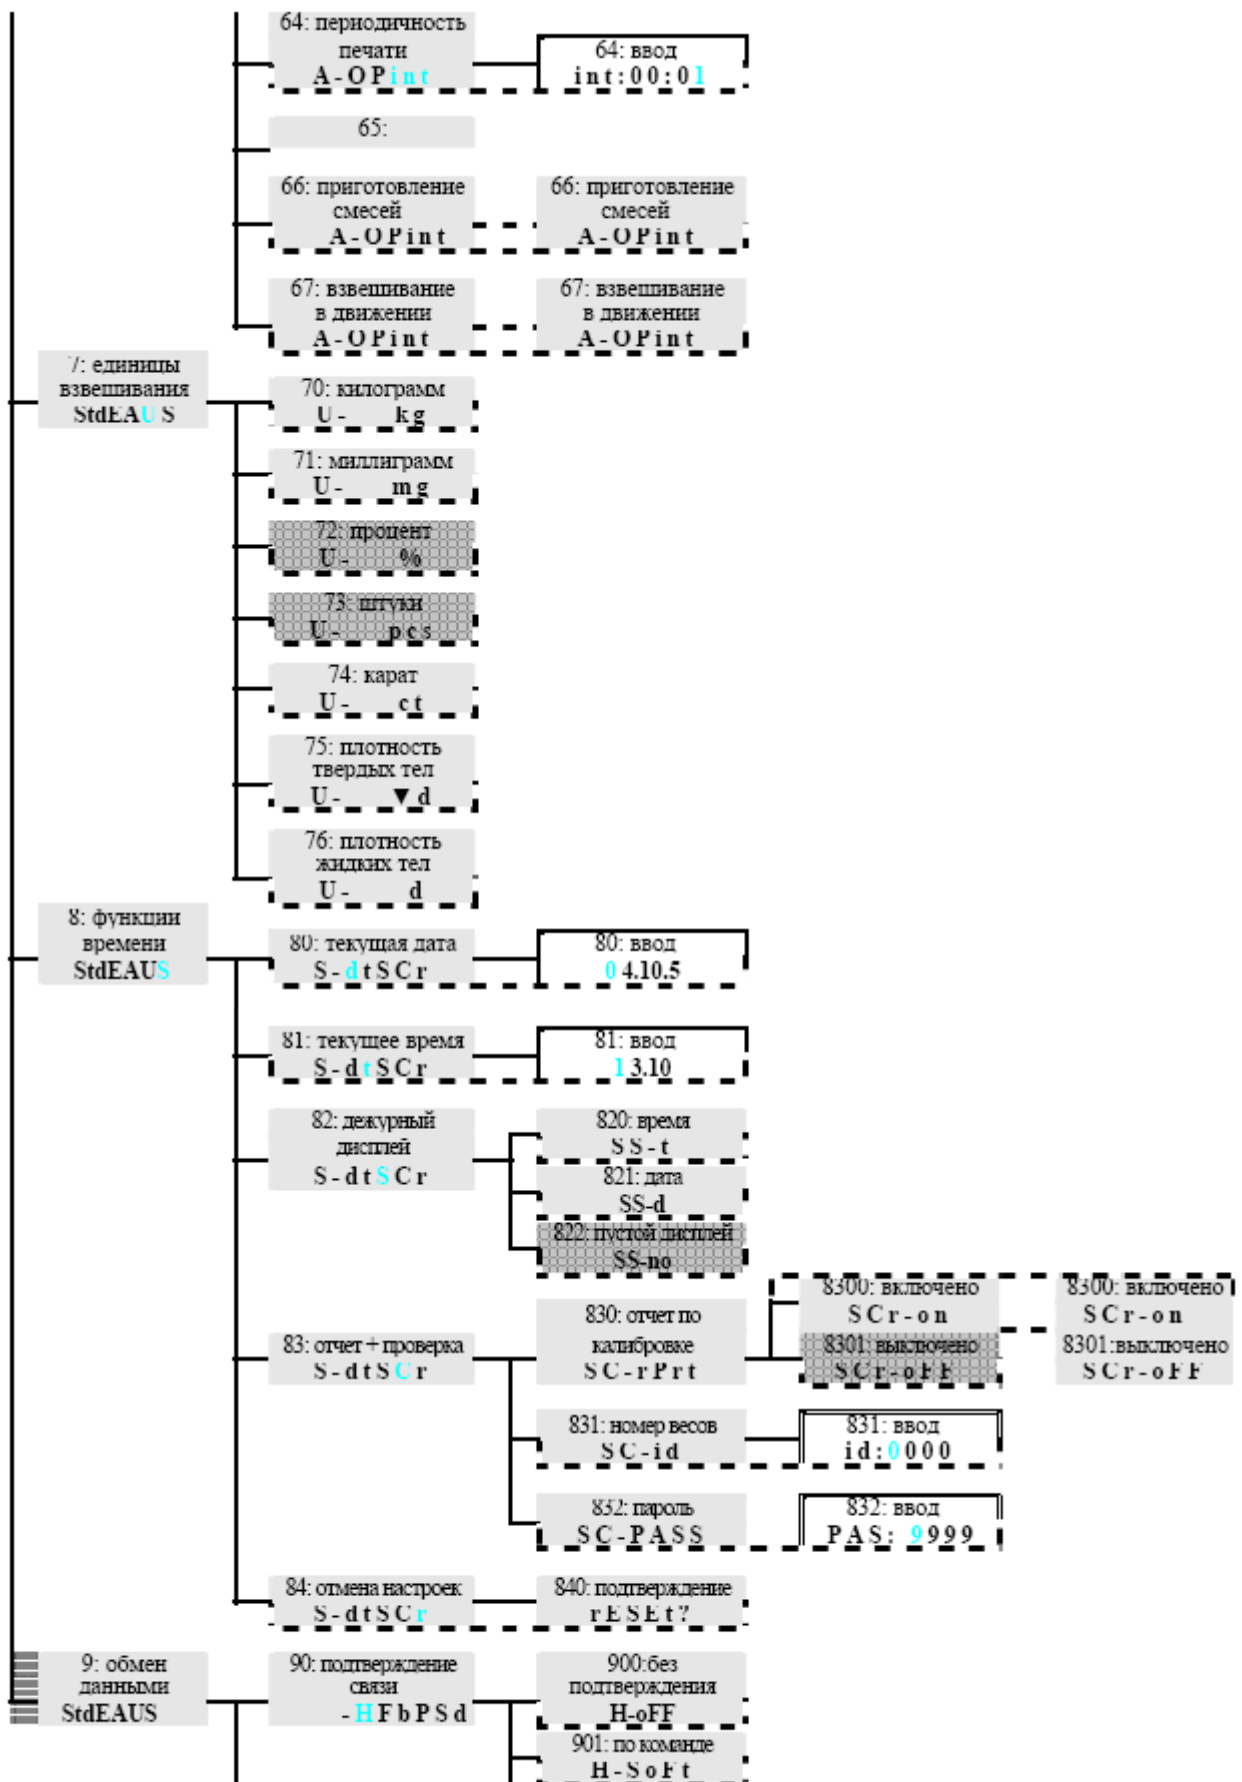 64: периодичность
печати
A-OPint
64: ввод
int:00:01
65:
66: приготовление
смесей
A-OPint
66: приготовление
смесей
A-OPint
67: взвешивание
в движении
A-OPint
67: взвешивание
в движении
A-OPint
7: единицы
взвешивания
StdEAUS
70: килограмм
U- kg
71: миллиграмм
U- mg
72: процент
U- %
73: штуки
U- pcs
74: карат
U- ct
75: плотность
твердых тел
U- ▼d
76: плотность
жидких тел
U- d
8: функции
времени
StdEAUS
80: текущая дата
S-dtSCr
80: ввод
04.10.5
81: текущее время
S-dtSCr
81: ввод
13.10
82: дежурный
дисплей
S-dtSCr
820: время
SS-t
821: дата
SS-d
822: пустой дисплей
SS-no
83: отчет + проверка
S-dtSCr
830: отчет по
калибровке
SC-rPrt
8300: включено
SCr-on
8301: выключено
SCr-oFF
8300: включено
SCr-on
8301:выключено
SCr-oFF
831: номер весов
SC-id
831: ввод
id:0000
832: пароль
SC-PASS
832: ввод
PAS: 9999
84: отмена настроек
S-dtSCr
840: подтверждение
rESEt?
9: обмен
данными
StdEAUS
90: подтверждение
связи
-HFbPSd
900:без
подтверждения
H-oFF
901: по команде
H-SoFt